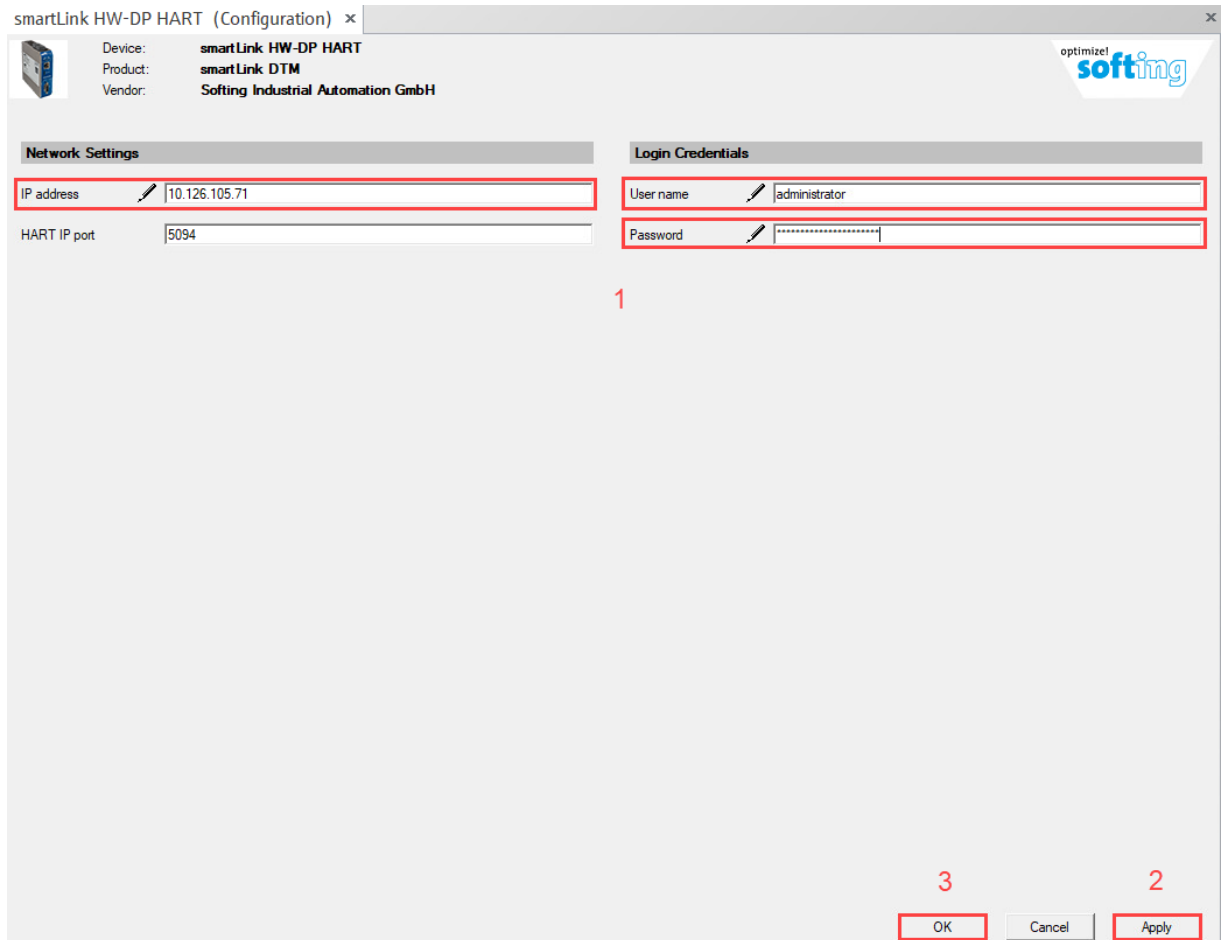 smartLink HW-DP HART (Configuration) × ×
Device: smartLink HW-DP HART
Product: smartLink DTM
Vendor: Softing Industrial Automation GmbH
optimize!
softing
Network Settings
IP address 10.126.105.71
HART IP port 5094
Login Credentials
User name administrator
Password **********************
1
3
2
OK Cancel Apply